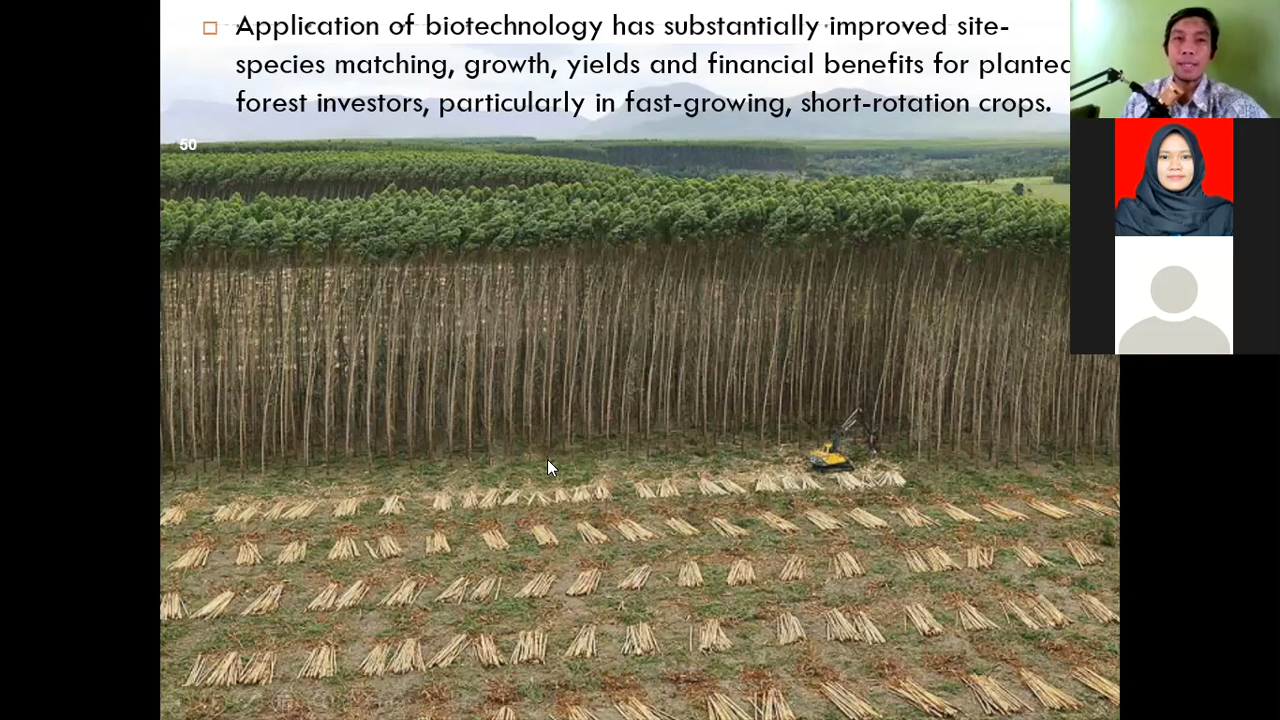 Application of biotechnology has substantially improved site-
species matching, growth, yields and financial benefits for planted
forest investors, particularly in fast-growing, short-rotation crops.
50